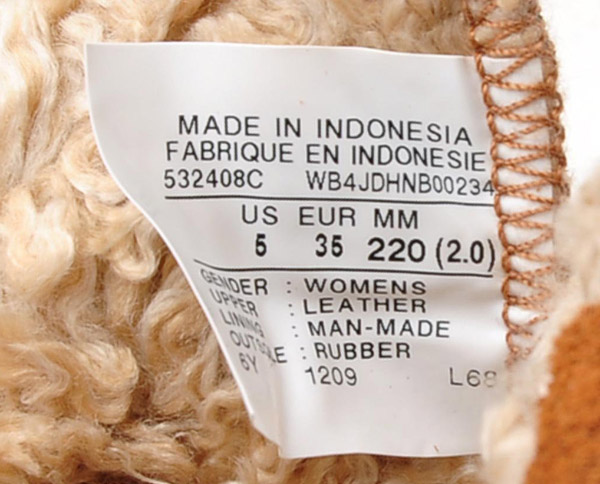 MADE IN INDONESIA
FABRIQUE EN INDONESIE
532408C WB4JDHNB00234
US EUR MM
5 35 220 (2.0)
GENDER : WOMENS
UPPER : LEATHER
LINING : MAN-MADE
OUTSOLE : RUBBER
6Y 1209